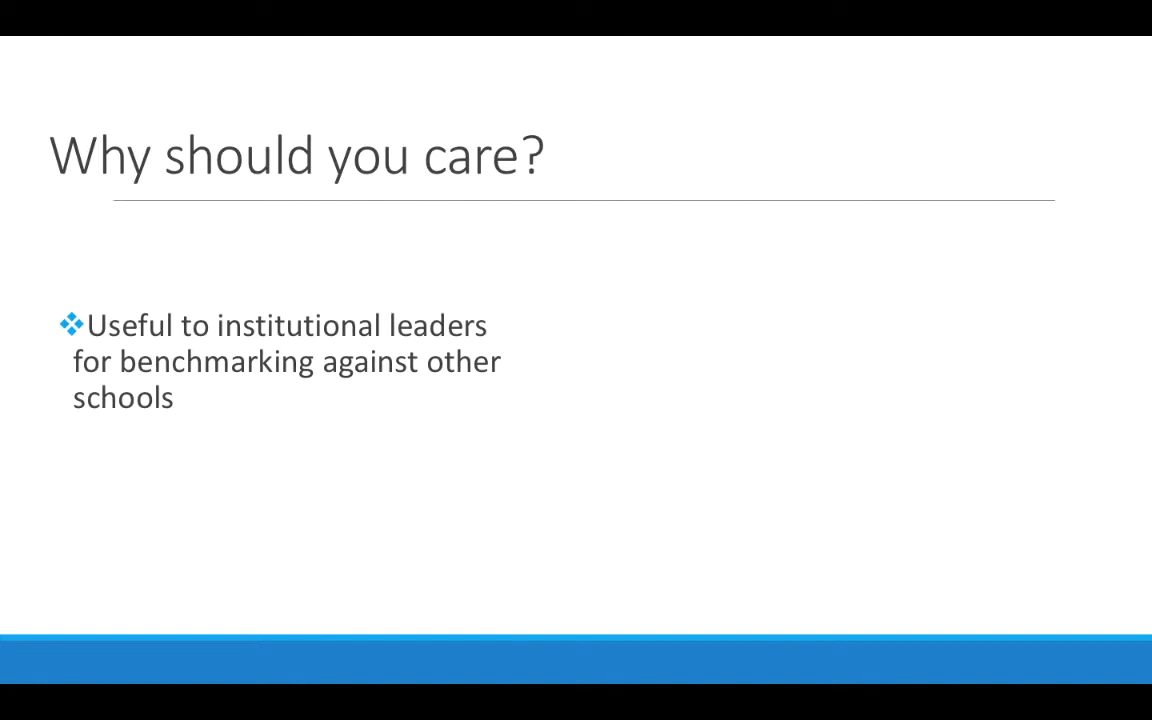 Why should you care?
❖Useful to institutional leaders
for benchmarking against other
schools